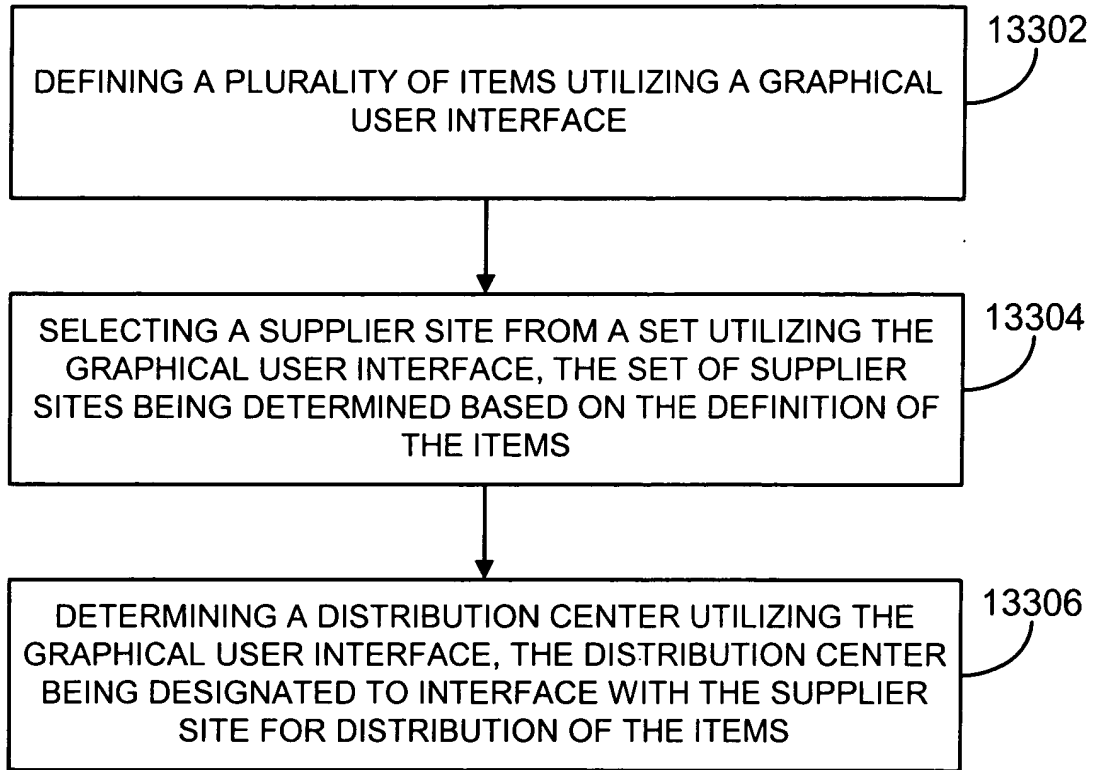 13302
DEFINING A PLURALITY OF ITEMS UTILIZING A GRAPHICAL
USER INTERFACE
13304
SELECTING A SUPPLIER SITE FROM A SET UTILIZING THE
GRAPHICAL USER INTERFACE, THE SET OF SUPPLIER
SITES BEING DETERMINED BASED ON THE DEFINITION OF
THE ITEMS
13306
DETERMINING A DISTRIBUTION CENTER UTILIZING THE
GRAPHICAL USER INTERFACE, THE DISTRIBUTION CENTER
BEING DESIGNATED TO INTERFACE WITH THE SUPPLIER
SITE FOR DISTRIBUTION OF THE ITEMS